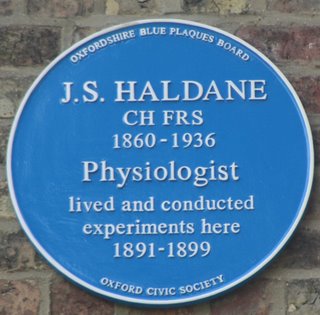 OXFORDSHIRE BLUE PLAQUES BOARD
J.S. HALDANE
CH FRS
1860 - 1936
Physiologist
lived and conducted
experiments here
1891-1899
OXFORD CIVIC SOCIETY